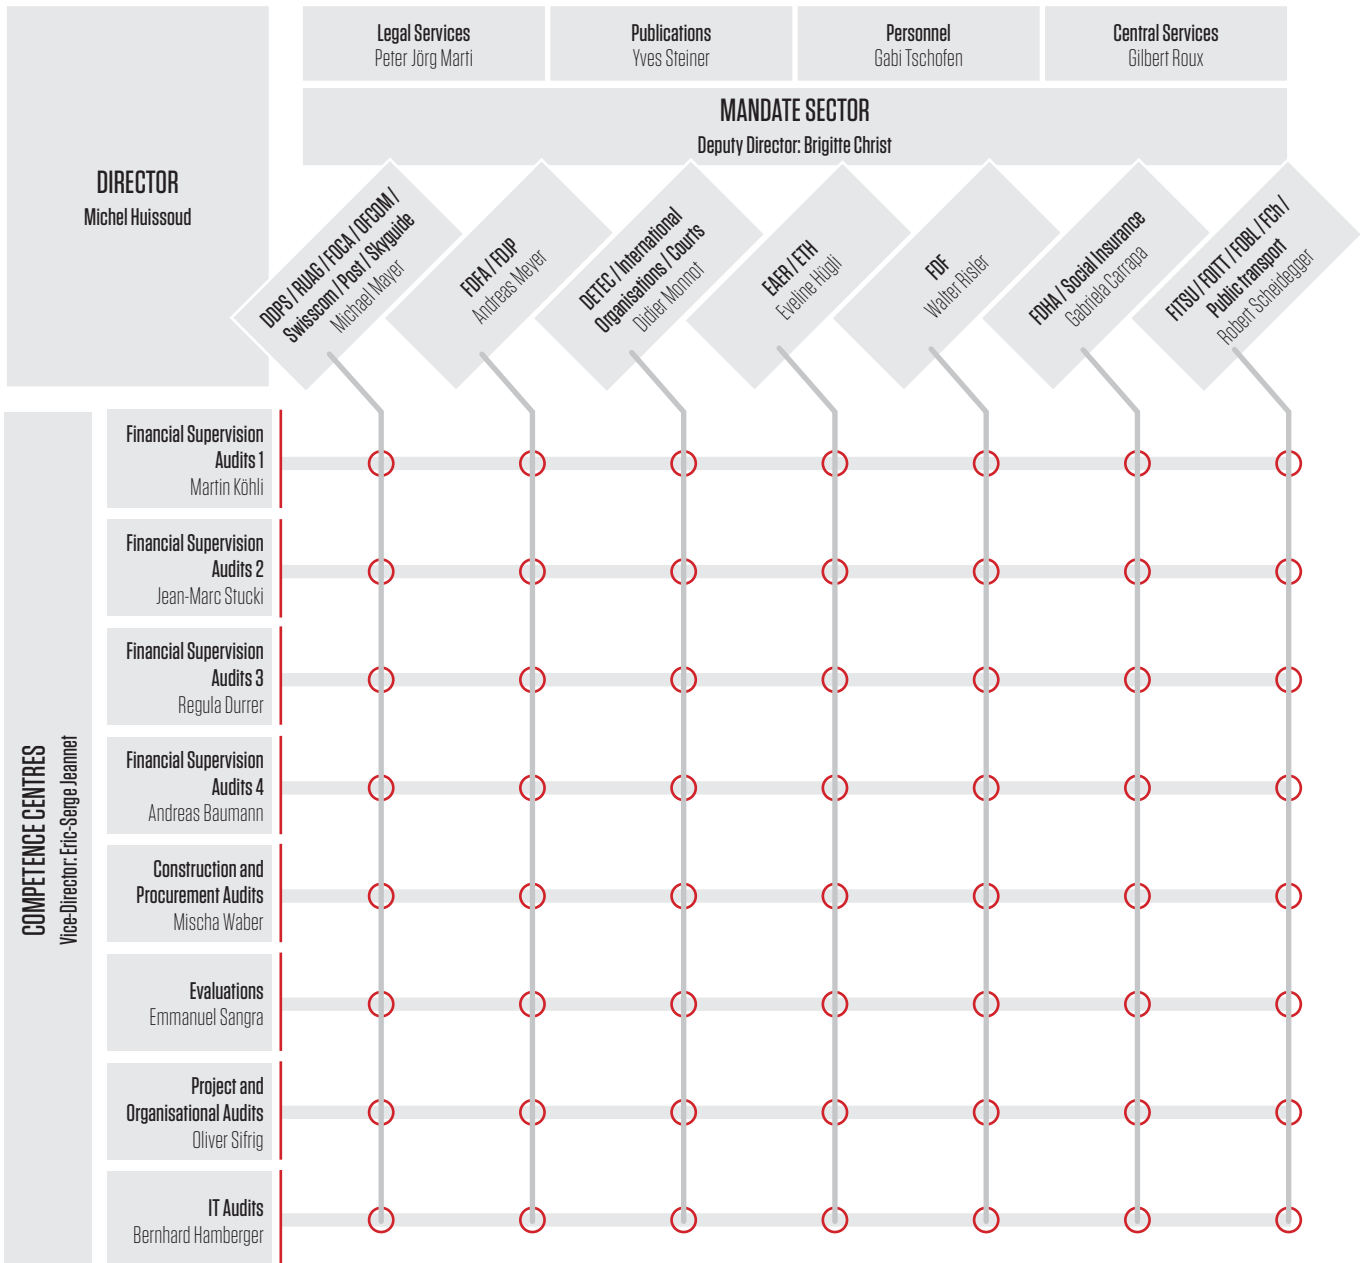 DIRECTOR
Michel Huissoud
Legal Services
Peter Jörg Marti
Publications
Yves Steiner
Personnel
Gabi Tschofen
Central Services
Gilbert Roux
MANDATE SECTOR
Deputy Director: Brigitte Christ
DDPS / RUAG / FOCA / OFCOM /
Swisscom / Post / Skyguide
Michael Mayer
FDFA / FDJP
Andreas Meyer
DETEC / International
Organisations / Courts
Didier Monnot
EAER / ETH
Eveline Hügli
FDF
Walter Risler
FDHA / Social Insurance
Gabriela Carrapa
FITSU / FOITT / FOBL / FCh /
Public transport
Robert Scheidegger
COMPETENCE CENTRES
Vice-Director: Eric-Serge Jeannet
Financial Supervision
Audits 1
Martin Köhli
Financial Supervision
Audits 2
Jean-Marc Stucki
Financial Supervision
Audits 3
Regula Durrer
Financial Supervision
Audits 4
Andreas Baumann
Construction and
Procurement Audits
Mischa Waber
Evaluations
Emmanuel Sangra
Project and
Organisational Audits
Oliver Sifrig
IT Audits
Bernhard Hamberger